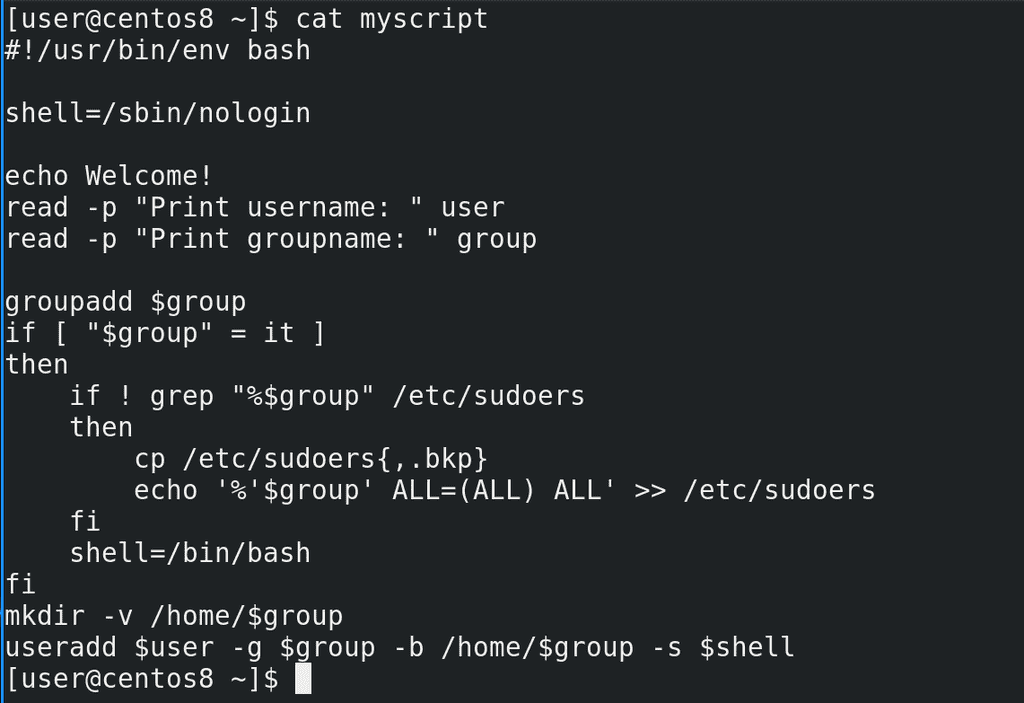 [user@centos8 ~]$ cat myscript
#!/usr/bin/env bash
shell=/sbin/nologin
echo Welcome!
read -p "Print username: " user
read -p "Print groupname: " group
groupadd $group
if [ "$group" = it ]
then
    if ! grep "%$group" /etc/sudoers
    then
        cp /etc/sudoers{,.bkp}
        echo '%'$group' ALL=(ALL) ALL' >> /etc/sudoers
    fi
    shell=/bin/bash
fi
mkdir -v /home/$group
useradd $user -g $group -b /home/$group -s $shell
[user@centos8 ~]$